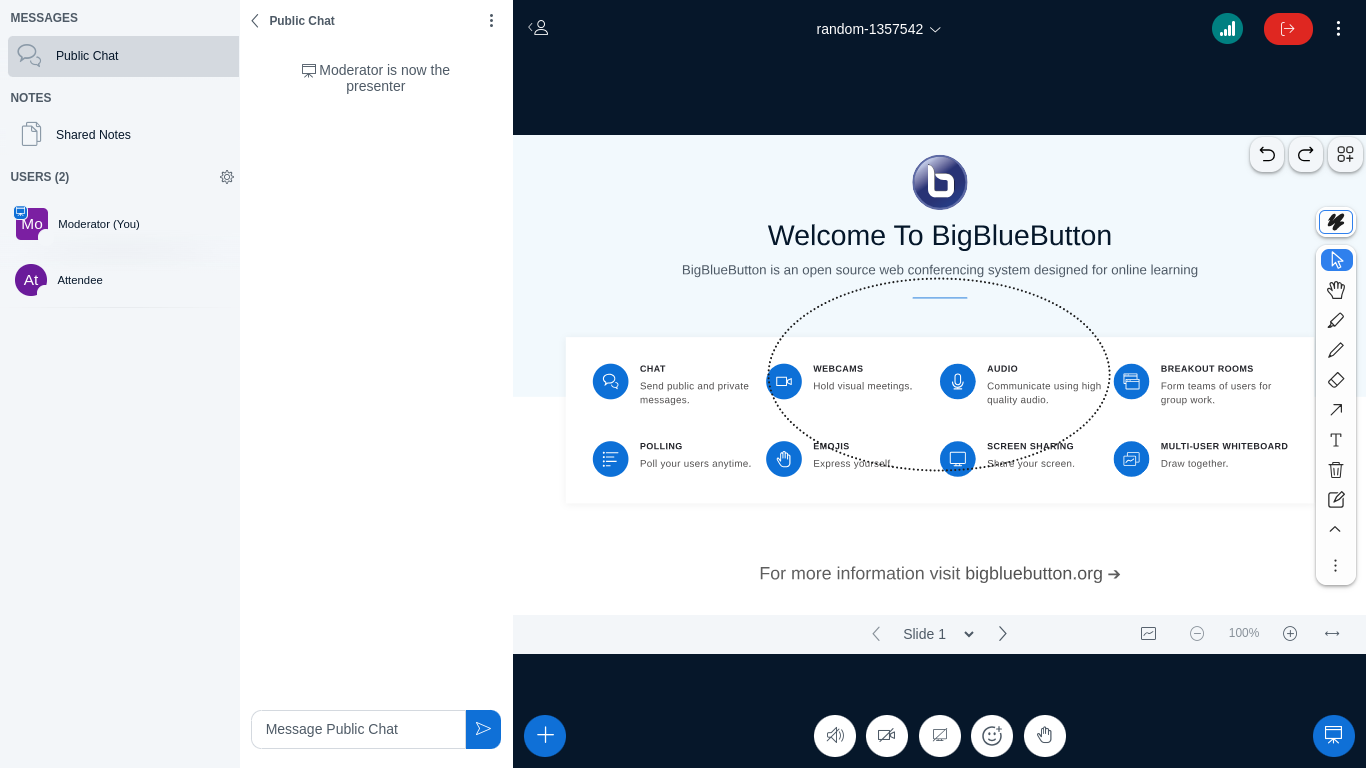 MESSAGES
Public Chat
NOTES
Shared Notes
USERS (2)
Mo
Moderator (You)
At
Attendee
Public Chat
Moderator is now the
presenter
Message Public Chat
random-1357542
b
Welcome To BigBlueButton
BigBlueButton is an open source web conferencing system designed for online learning
CHAT
Send public and private
messages.
WEBCAMS
Hold visual meetings.
AUDIO
Communicate using high
quality audio.
BREAKOUT ROOMS
Form teams of users for
group work.
POLLING
Poll your users anytime.
EMOJIS
Express yourself.
SCREEN SHARING
Share your screen.
MULTI-USER WHITEBOARD
Draw together.
For more information visit bigbluebutton.org ➔
Slide 1
100%